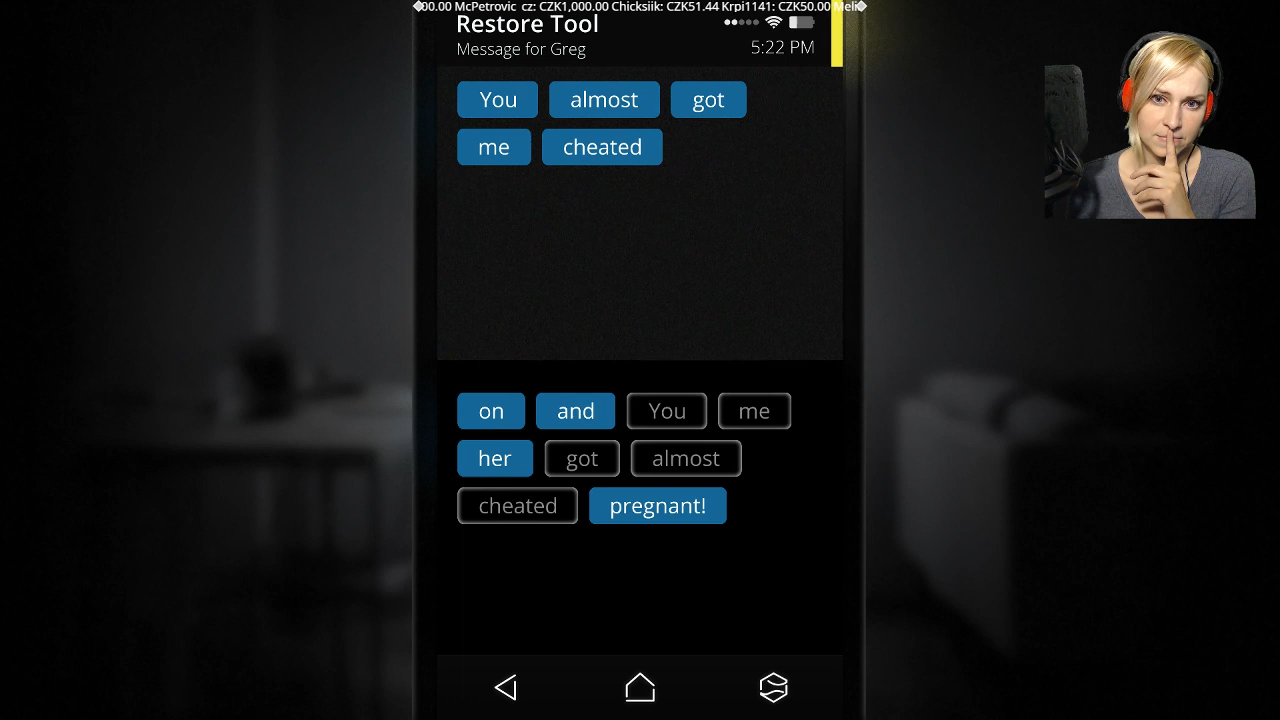 00.00 McPetrovic cz: CZK1,000.00 Chicksiik: CZK51.44 Krpi1141: CZK50.00 Meli
Restore Tool
Message for Greg
5:22 PM
You almost got
me cheated
on and You me
her got almost
cheated pregnant!